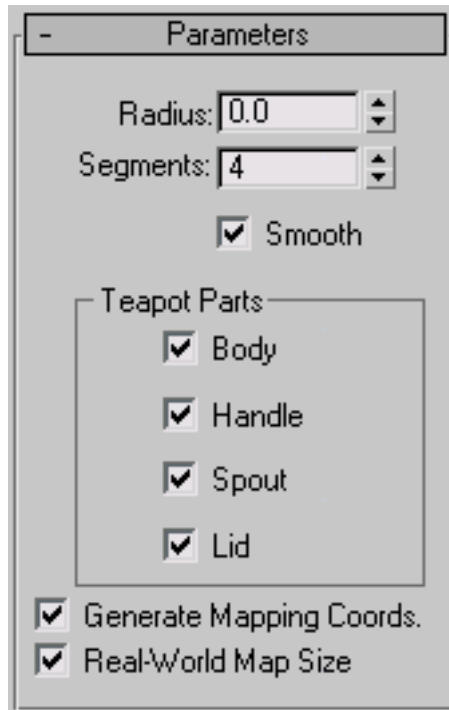 - Parameters
Radius: 0.0
Segments: 4
Smooth
Teapot Parts
Body
Handle
Spout
Lid
Generate Mapping Coords.
Real-World Map Size